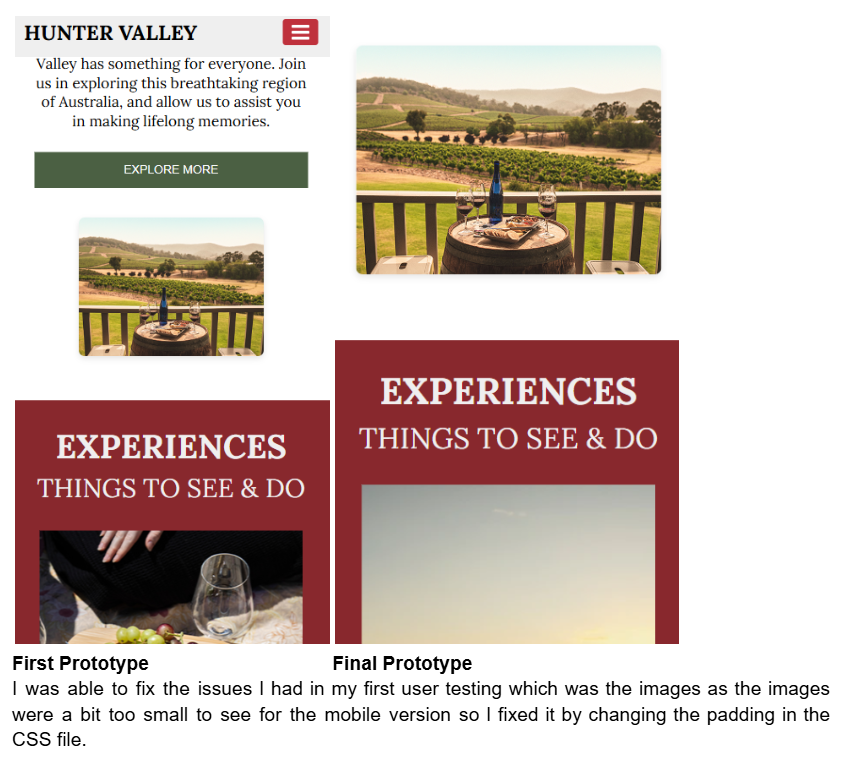 HUNTER VALLEY
Valley has something for everyone. Join
us in exploring this breathtaking region
of Australia, and allow us to assist you
in making lifelong memories.
EXPLORE MORE
EXPERIENCES
THINGS TO SEE & DO
EXPERIENCES
THINGS TO SEE & DO
First Prototype
Final Prototype
I was able to fix the issues I had in my first user testing which was the images as the images
were a bit too small to see for the mobile version so I fixed it by changing the padding in the
CSS file.